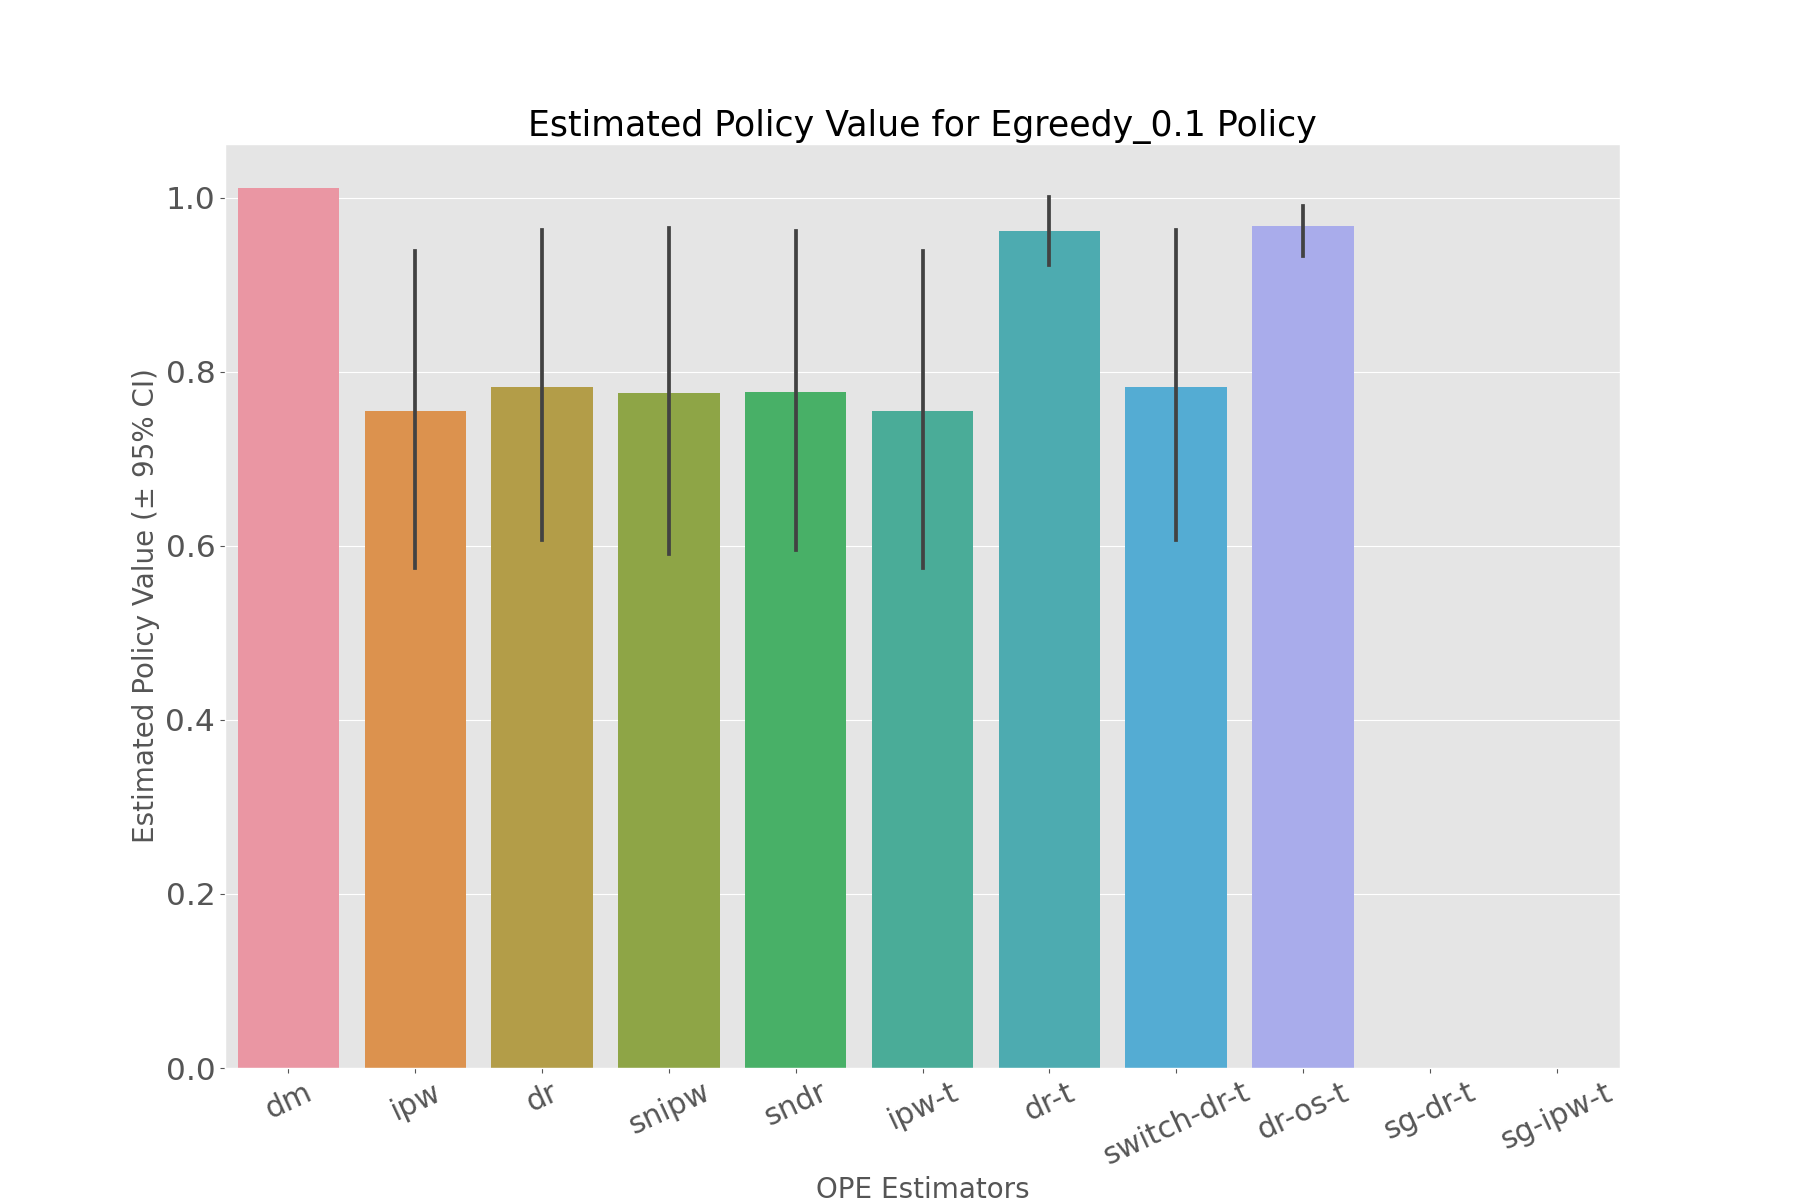 Estimated Policy Value for Egreedy_0.1 Policy
Estimated Policy Value (± 95% CI)
1.0
0.8
0.6
0.4
0.2
0.0
dm
ipw
dr
snipw
sndr
ipw-t
dr-t
switch-dr-t
dr-os-t
sg-dr-t
sg-ipw-t
OPE Estimators